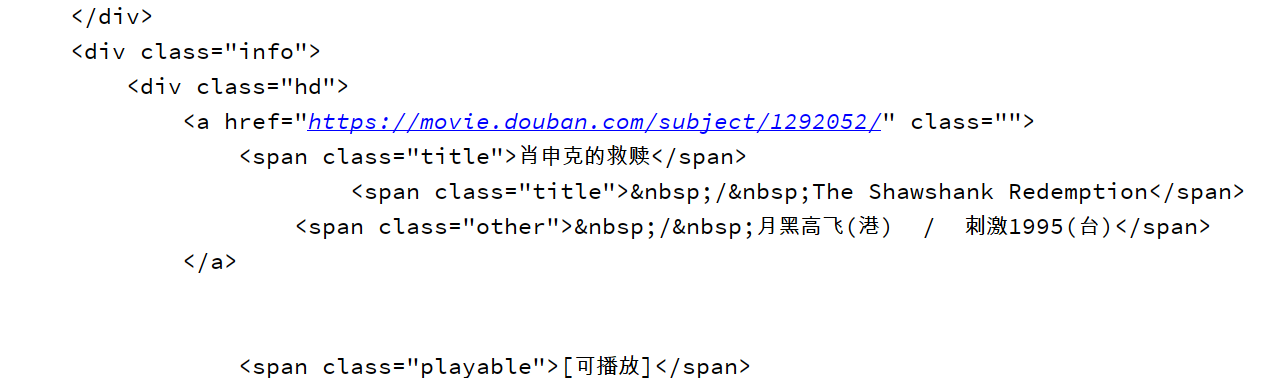 </div>
<div class="info">
<div class="hd">
<a href="https://movie.douban.com/subject/1292052/" class="">
<span class="title">肖申克的救赎</span>
<span class="title">&nbsp;/&nbsp;The Shawshank Redemption</span>
<span class="other">&nbsp;/&nbsp;月黑高飞(港)  /  刺激1995(台)</span>
</a>
<span class="playable">[可播放]</span>